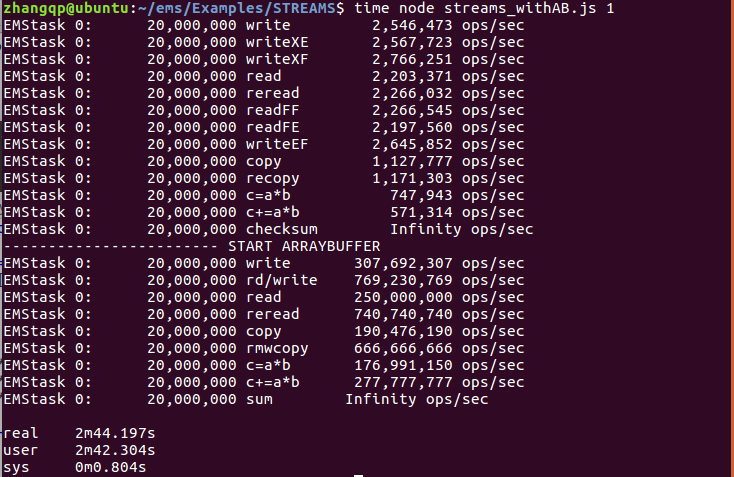 zhangqp@ubuntu:~/ems/Examples/STREAMS$ time node streams_withAB.js 1
EMStask 0:      20,000,000 write         2,546,473 ops/sec
EMStask 0:      20,000,000 writeXE       2,567,723 ops/sec
EMStask 0:      20,000,000 writeXF       2,766,251 ops/sec
EMStask 0:      20,000,000 read          2,203,371 ops/sec
EMStask 0:      20,000,000 reread        2,266,032 ops/sec
EMStask 0:      20,000,000 readFF        2,266,545 ops/sec
EMStask 0:      20,000,000 readFE        2,197,560 ops/sec
EMStask 0:      20,000,000 writeEF       2,645,852 ops/sec
EMStask 0:      20,000,000 copy          1,127,777 ops/sec
EMStask 0:      20,000,000 recopy        1,171,303 ops/sec
EMStask 0:      20,000,000 c=a*b           747,943 ops/sec
EMStask 0:      20,000,000 c+=a*b          571,314 ops/sec
EMStask 0:      20,000,000 checksum        Infinity ops/sec
------------------------ START ARRAYBUFFER
EMStask 0:      20,000,000 write       307,692,307 ops/sec
EMStask 0:      20,000,000 rd/write    769,230,769 ops/sec
EMStask 0:      20,000,000 read        250,000,000 ops/sec
EMStask 0:      20,000,000 reread      740,740,740 ops/sec
EMStask 0:      20,000,000 copy        190,476,190 ops/sec
EMStask 0:      20,000,000 rmwcopy     666,666,666 ops/sec
EMStask 0:      20,000,000 c=a*b       176,991,150 ops/sec
EMStask 0:      20,000,000 c+=a*b      277,777,777 ops/sec
EMStask 0:      20,000,000 sum        Infinity ops/sec
real    2m44.197s
user    2m42.304s
sys     0m0.804s